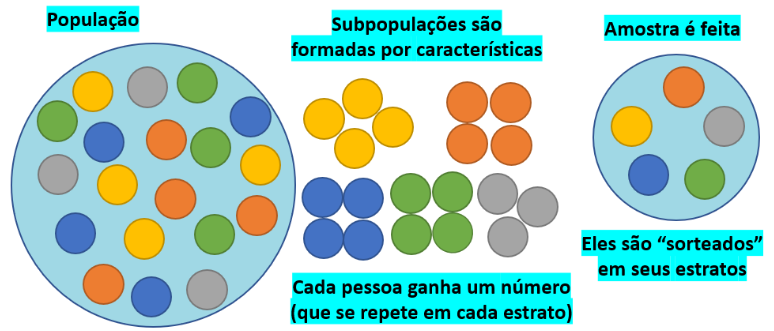 População
Subpopulações são
formadas por características
Amostra é feita
Cada pessoa ganha um número
(que se repete em cada estrato)
Eles são “sorteados”
em seus estratos